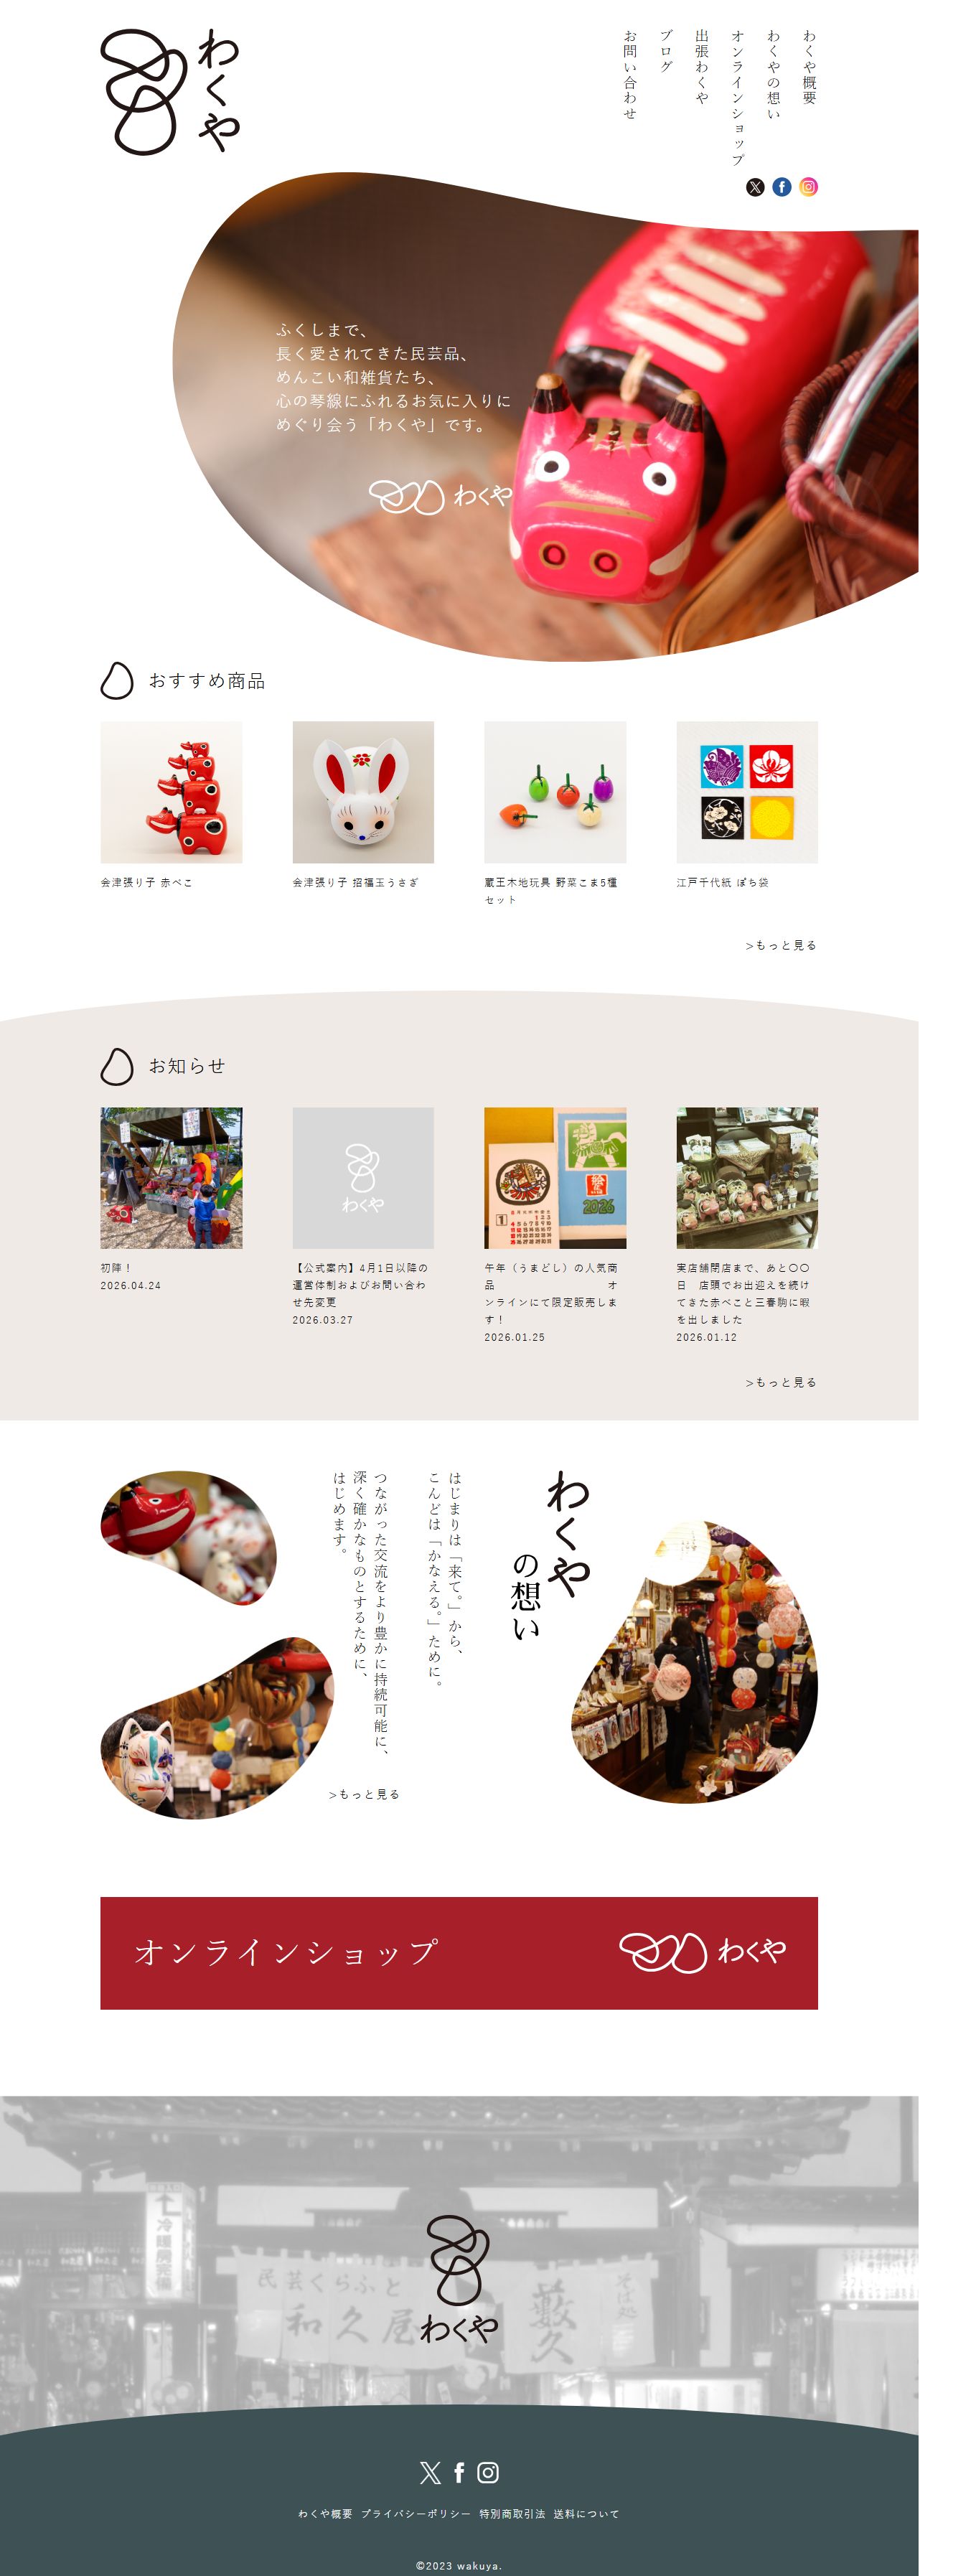 わくや
わくや概要
わくやの想い
オンラインショップ
出張わくや
ブログ
お問い合わせ
ふくしまで、
長く愛されてきた民芸品、
めんこい和雑貨たち、
心の琴線にふれるお気に入りに
めぐり会う「わくや」です。
わくや
おすすめ商品
会津張り子 赤べこ
会津張り子 招福玉うさぎ
蔵王木地玩具 野菜こま5種
セット
江戸千代紙 ぽち袋
>もっと見る
お知らせ
わくや
1
2026
初陣！
2026.04.24
【公式案内】4月1日以降の
運営体制およびお問い合わ
せ先変更
2026.03.27
午年（うまどし）の人気商
品　　　　　　　　　　オ
ンラインにて限定販売しま
す！
2026.01.25
実店舗閉店まで、あと〇〇
日　店頭でお出迎えを続け
てきた赤べこと三春駒に暇
を出しました
2026.01.12
>もっと見る
わくや
の想い
はじまりは「来て。」から、
こんどは「かなえる。」ために。
つながった交流をより豊かに持続可能に、
深く確かなものとするために、
はじめます。
>もっと見る
オンラインショップ
わくや
冷暖
民芸くらふと
和久屋
藪久
わくや
わくや概要 プライバシーポリシー 特別商取引法 送料について
©2023 wakuya.